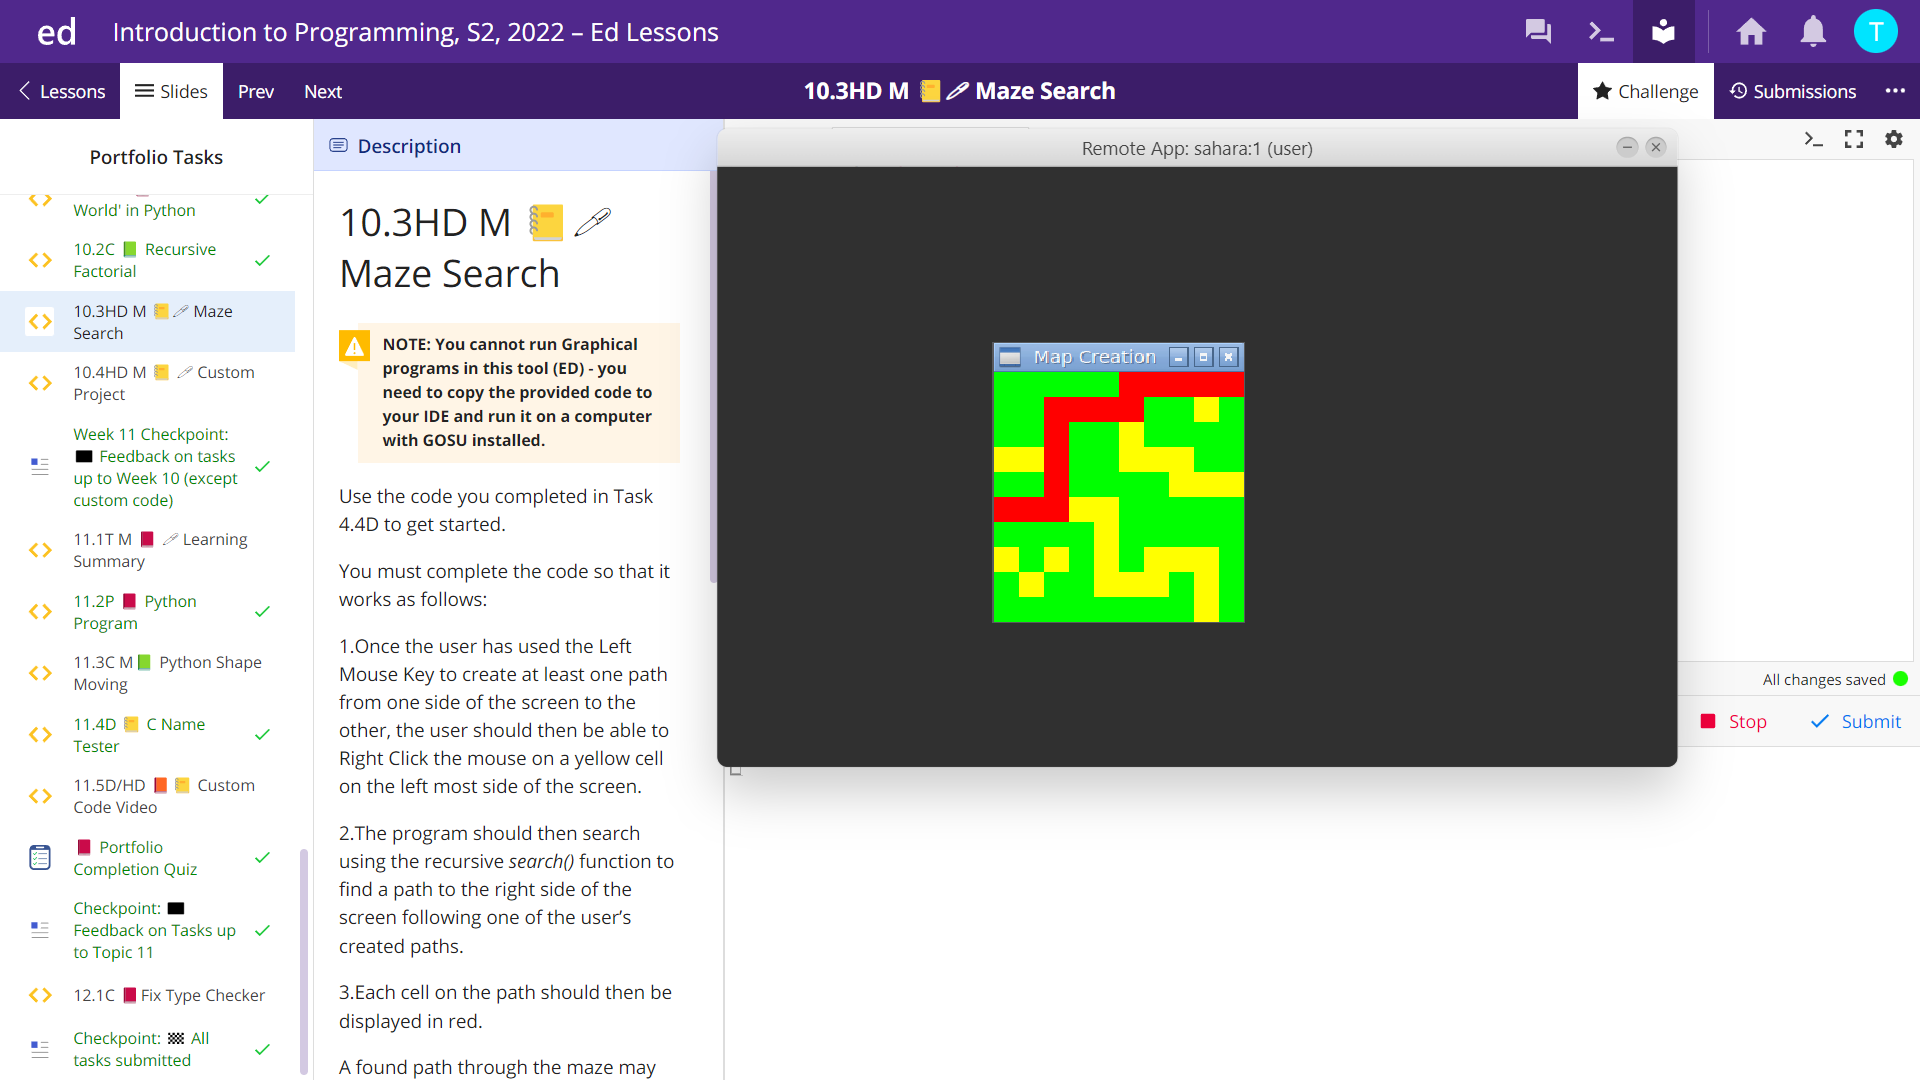 ed Introduction to Programming, S2, 2022 – Ed Lessons T
Lessons Slides Prev Next 10.3HD M Maze Search Challenge Submissions
Portfolio Tasks
World' in Python
10.2C Recursive
Factorial
10.3HD M Maze
Search
10.4HD M Custom
Project
Week 11 Checkpoint:
Feedback on tasks
up to Week 10 (except
custom code)
11.1T M Learning
Summary
11.2P Python
Program
11.3C M Python Shape
Moving
11.4D C Name
Tester
11.5D/HD Custom
Code Video
Portfolio
Completion Quiz
Checkpoint:
Feedback on Tasks up
to Topic 11
12.1C Fix Type Checker
Checkpoint: All
tasks submitted
Description
10.3HD M
Maze Search
NOTE: You cannot run Graphical
programs in this tool (ED) - you
need to copy the provided code to
your IDE and run it on a computer
with GOSU installed.
Use the code you completed in Task
4.4D to get started.
You must complete the code so that it
works as follows:
1.Once the user has used the Left
Mouse Key to create at least one path
from one side of the screen to the
other, the user should then be able to
Right Click the mouse on a yellow cell
on the left most side of the screen.
2.The program should then search
using the recursive search() function to
find a path to the right side of the
screen following one of the user’s
created paths.
3.Each cell on the path should then be
displayed in red.
A found path through the maze may
Remote App: sahara:1 (user)
Map Creation
All changes saved
Stop Submit